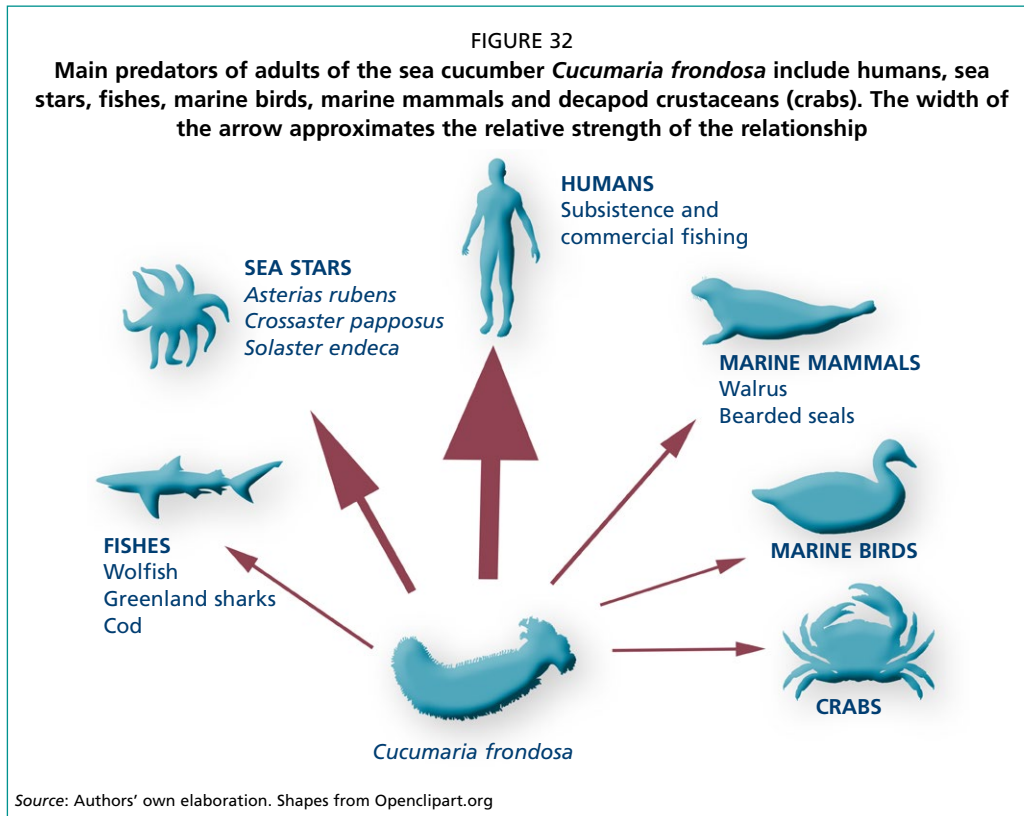 FIGURE 32
Main predators of adults of the sea cucumber Cucumaria frondosa include humans, sea
stars, fishes, marine birds, marine mammals and decapod crustaceans (crabs). The width of
the arrow approximates the relative strength of the relationship
HUMANS
Subsistence and
commercial fishing
SEA STARS
Asterias rubens
Crossaster papposus
Solaster endeca
MARINE MAMMALS
Walrus
Bearded seals
FISHES
Wolfish
Greenland sharks
Cod
MARINE BIRDS
CRABS
Cucumaria frondosa
Source: Authors' own elaboration. Shapes from Openclipart.org